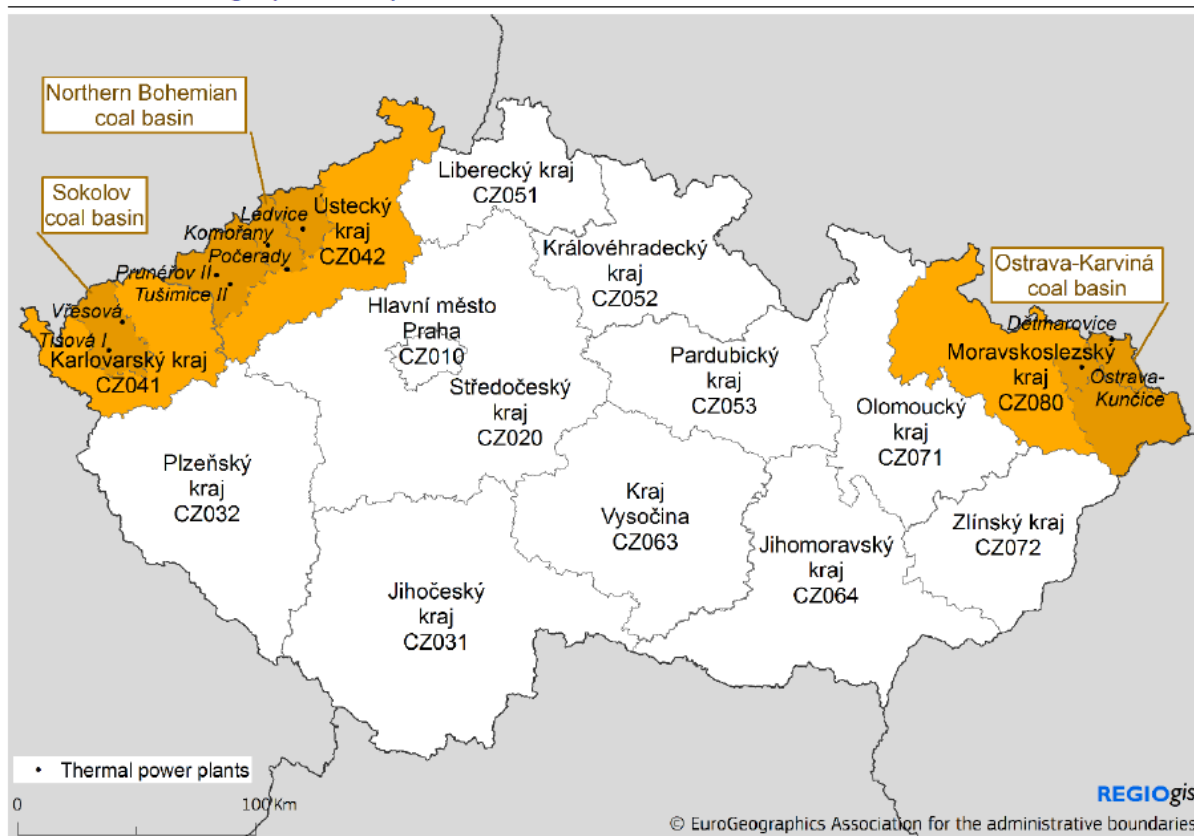 Northern Bohemian
coal basin
Sokolov
coal basin
Liberecký kraj
CZ051
Ledvice
Ústecký
kraj
CZ042
Komořany
Počerady
Prunéřov II
Tušimice II
Královéhradecký
kraj
CZ052
Ostrava-Karviná
coal basin
Vřesová
Tisová I
Karlovarský kraj
CZ041
Hlavní město
Praha
CZ010
Dětmarovice
Moravskoslezský
kraj
CZ080
Ostrava-
Kunčice
Pardubický
kraj
CZ053
Středočeský
kraj
CZ020
Olomoucký
kraj
CZ071
Plzeňský
kraj
CZ032
Kraj
Vysočina
CZ063
Zlínský kraj
CZ072
Jihomoravský
kraj
CZ064
Jihočeský
kraj
CZ031
Thermal power plants
0 100 Km
REGIOgis
© EuroGeographics Association for the administrative boundaries